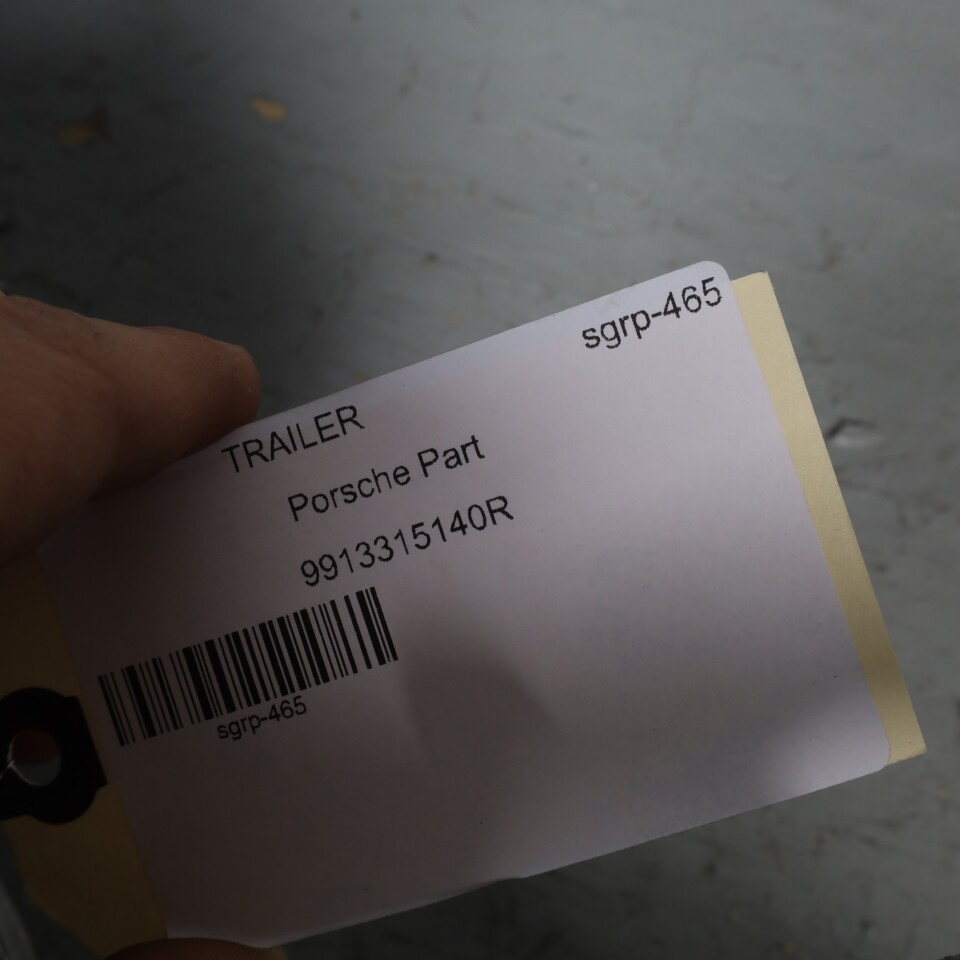 sgrp-465
TRAILER
Porsche Part
9913315140R
sgrp-465